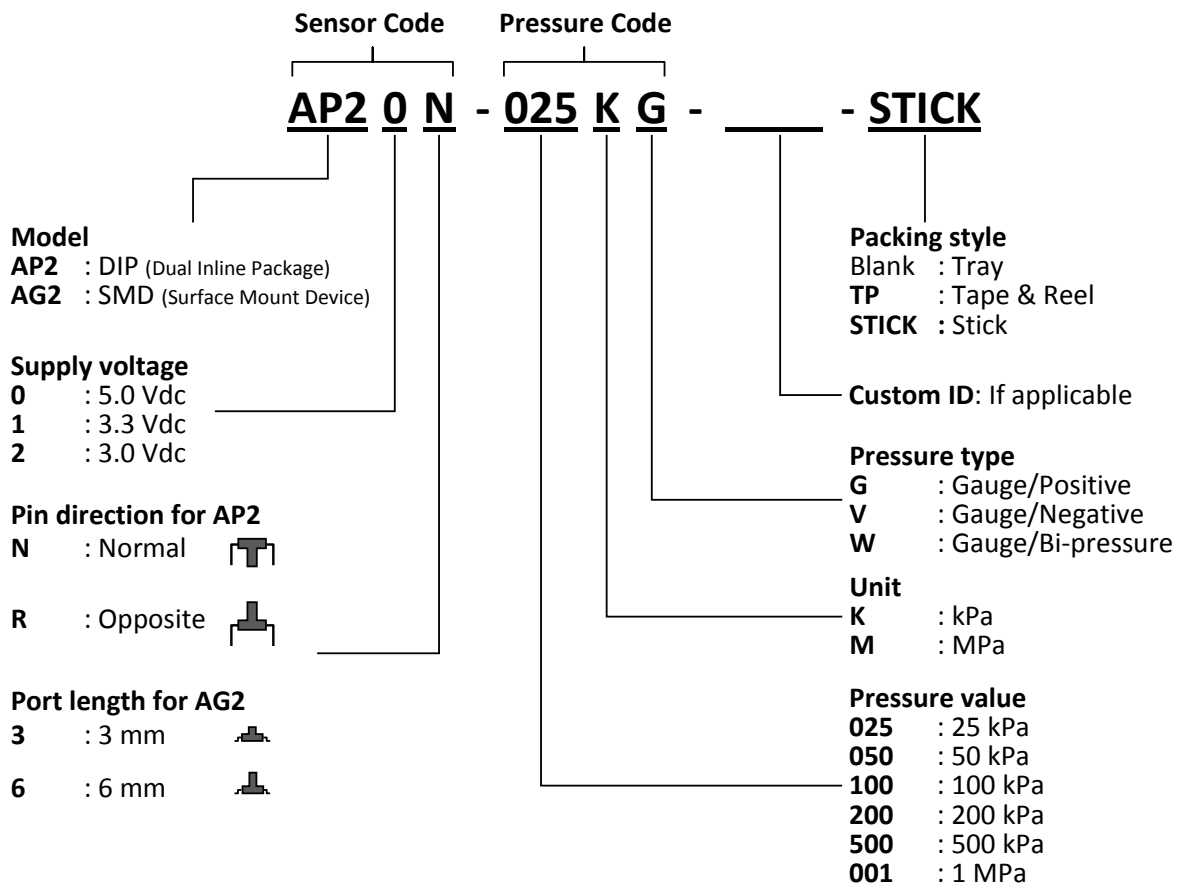 Sensor Code Pressure Code
AP2 0 N - 025 K G - ____ - STICK
Model
AP2 : DIP (Dual Inline Package)
AG2 : SMD (Surface Mount Device)
Supply voltage
0 : 5.0 Vdc
1 : 3.3 Vdc
2 : 3.0 Vdc
Pin direction for AP2
N : Normal
R : Opposite
Port length for AG2
3 : 3 mm
6 : 6 mm
Packing style
Blank : Tray
TP : Tape & Reel
STICK : Stick
Custom ID: If applicable
Pressure type
G : Gauge/Positive
V : Gauge/Negative
W : Gauge/Bi-pressure
Unit
K : kPa
M : MPa
Pressure value
025 : 25 kPa
050 : 50 kPa
100 : 100 kPa
200 : 200 kPa
500 : 500 kPa
001 : 1 MPa